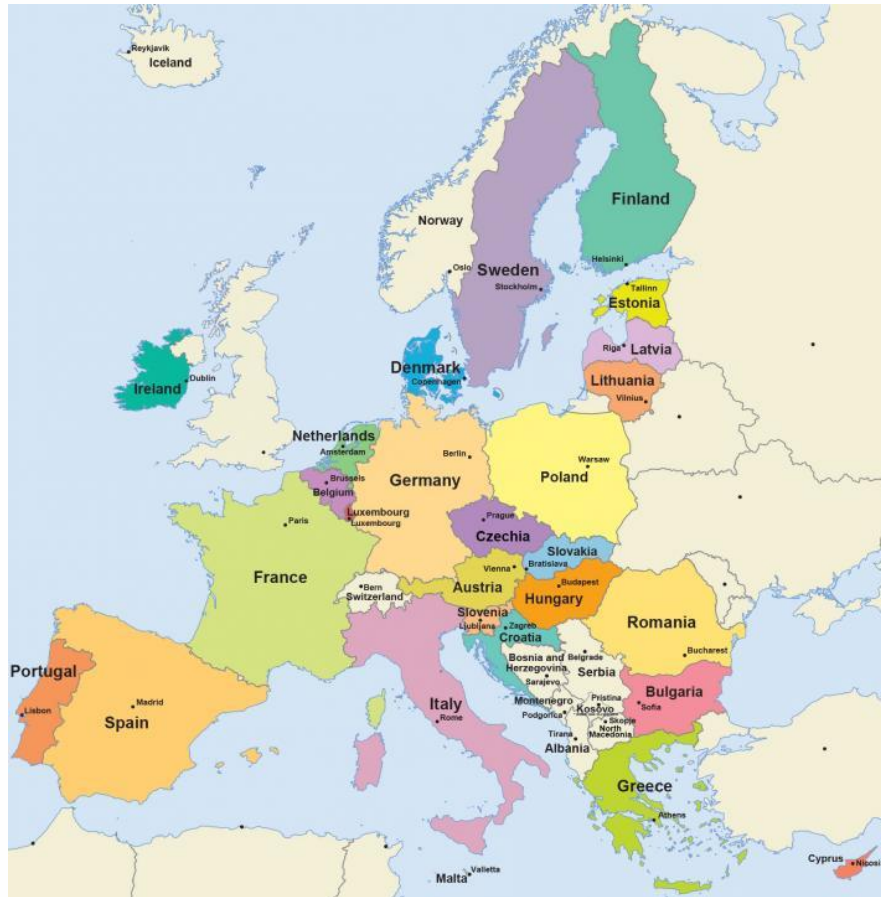 Reykjavik
Iceland
Norway
Oslo
Sweden
Stockholm
Finland
Helsinki
Tallinn
Estonia
Riga
Latvia
Lithuania
Vilnius
Denmark
Copenhagen
Ireland
Dublin
Netherlands
Amsterdam
Brussels
Belgium
Luxembourg
Luxembourg
Berlin
Germany
Warsaw
Poland
Prague
Czechia
Slovakia
Bratislava
Vienna
Austria
Budapest
Hungary
Paris
France
Bern
Switzerland
Slovenia
Ljubljana
Zagreb
Croatia
Romania
Bucharest
Bosnia and
Herzegovina
Sarajevo
Belgrade
Serbia
Montenegro
Podgorica
Pristina
Kosovo
Bulgaria
Sofia
Skopje
North
Macedonia
Tirana
Albania
Portugal
Lisbon
Madrid
Spain
Italy
Rome
Greece
Athens
Valletta
Malta
Cyprus
Nicosi